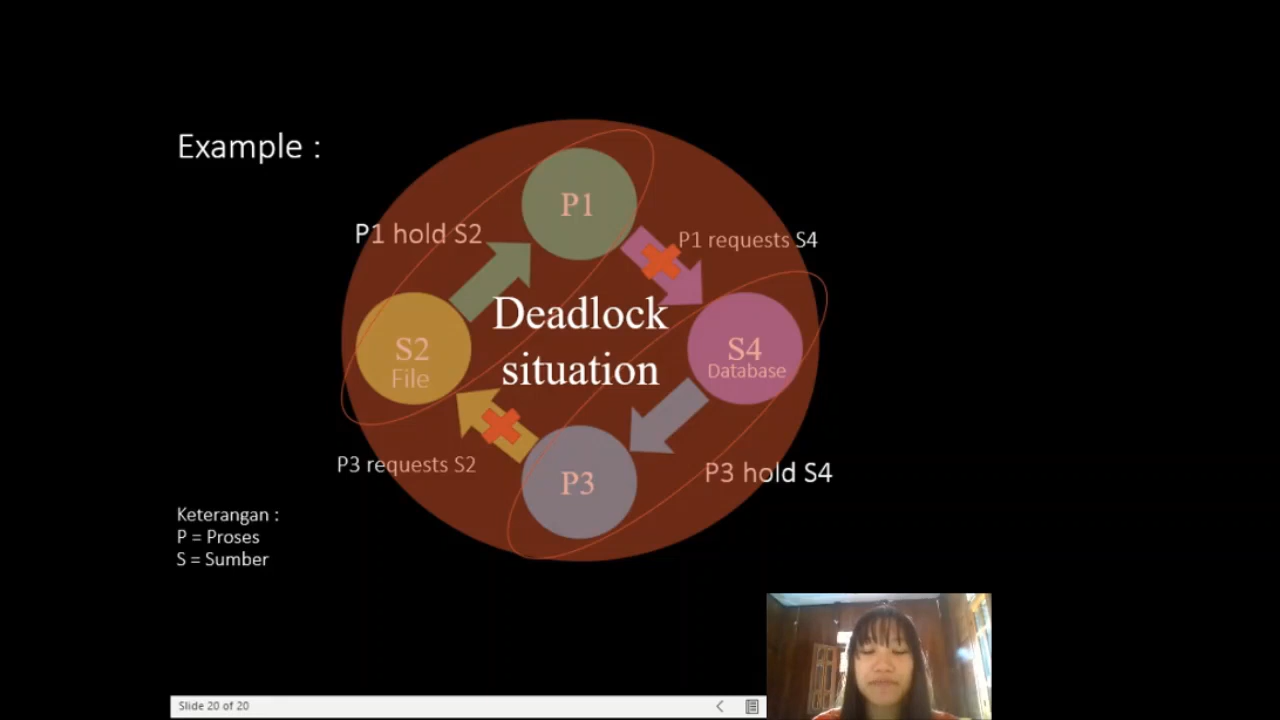 Example :
P1
P1 hold S2
P1 requests S4
Deadlock
situation
S2
File
S4
Database
P3 requests S2
P3
P3 hold S4
Keterangan :
P = Proses
S = Sumber
Slide 20 of 20